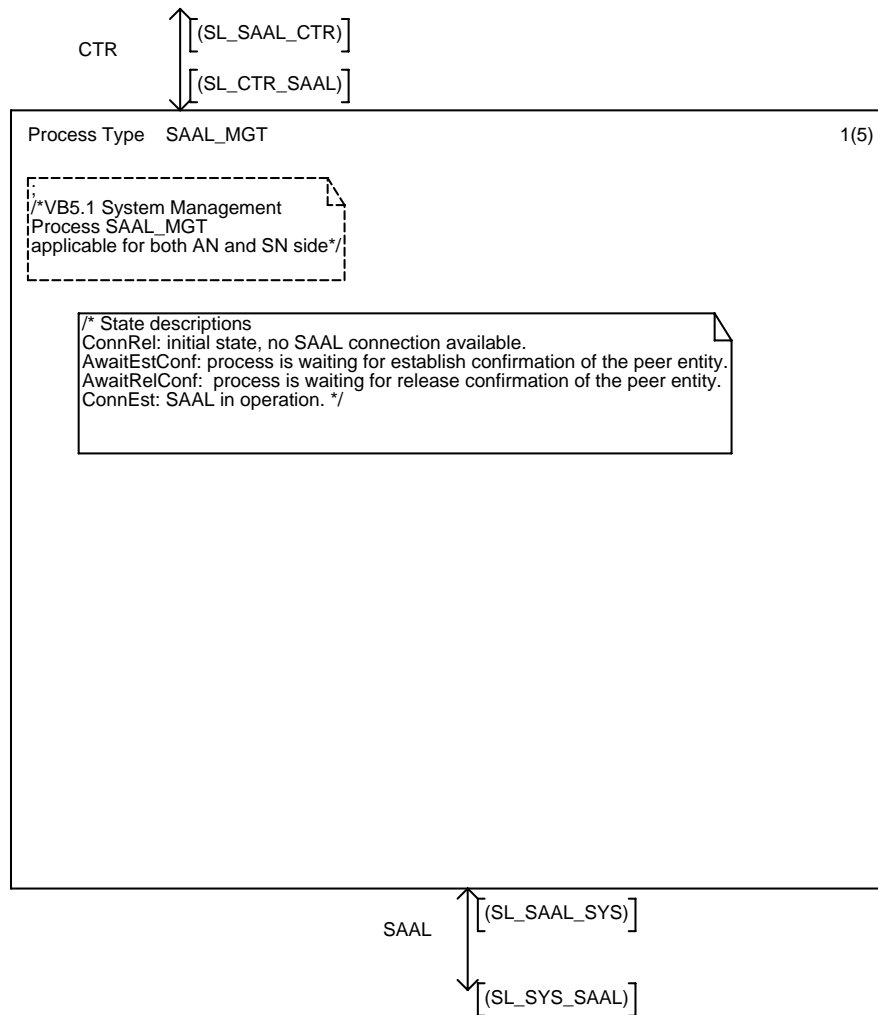 (SL_SAAL_CTR)
CTR
(SL_CTR_SAAL)
Process Type SAAL_MGT 1(5)
;
/*VB5.1 System Management
Process SAAL_MGT
applicable for both AN and SN side*/
/* State descriptions
ConnRel: initial state, no SAAL connection available.
AwaitEstConf: process is waiting for establish confirmation of the peer entity.
AwaitRelConf: process is waiting for release confirmation of the peer entity.
ConnEst: SAAL in operation. */
(SL_SAAL_SYS)
SAAL
(SL_SYS_SAAL)